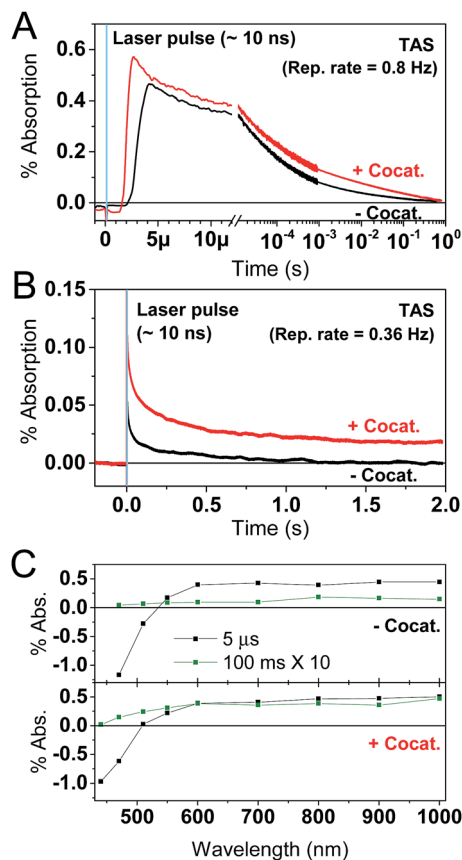 A
Laser pulse (~ 10 ns)
TAS
(Rep. rate = 0.8 Hz)
% Absorption
0.6
0.4
0.2
0.0
+ Cocat.
- Cocat.
0 5µ 10µ 10⁻⁴ 10⁻³ 10⁻² 10⁻¹ 10⁰
Time (s)
B
Laser pulse
(~ 10 ns)
TAS
(Rep. rate = 0.36 Hz)
% Absorption
0.15
0.10
0.05
0.00
+ Cocat.
- Cocat.
0.0 0.5 1.0 1.5 2.0
Time (s)
C
% Abs.
0.5
0.0
-0.5
-1.0
- Cocat.
5 µs
100 ms X 10
% Abs.
0.5
0.0
-0.5
-1.0
+ Cocat.
500 600 700 800 900 1000
Wavelength (nm)